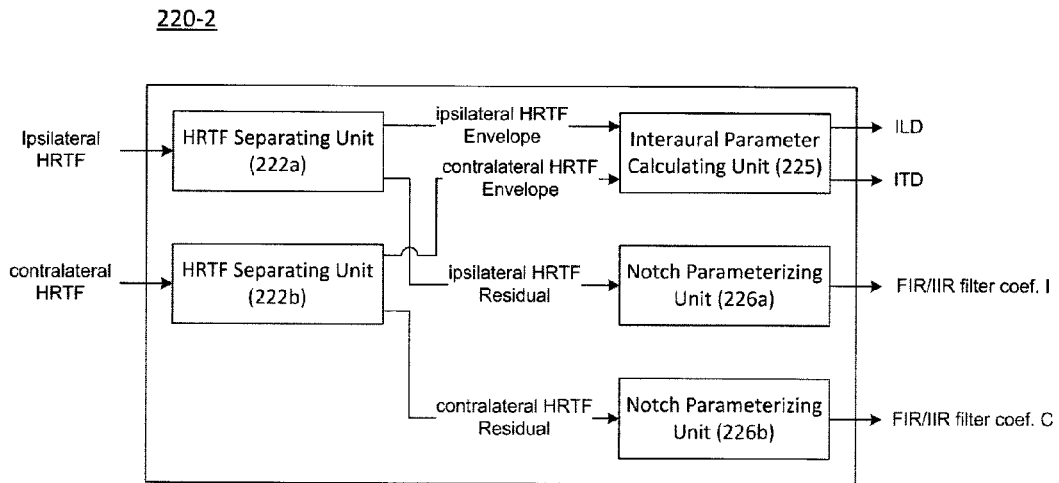 220-2
Ipsilateral
HRTF
HRTF Separating Unit
(222a)
ipsilateral HRTF
Envelope
contralateral HRTF
Envelope
Interaural Parameter
Calculating Unit (225)
ILD
ITD
contralateral
HRTF
HRTF Separating Unit
(222b)
ipsilateral HRTF
Residual
Notch Parameterizing
Unit (226a)
FIR/IIR filter coef. I
contralateral HRTF
Residual
Notch Parameterizing
Unit (226b)
FIR/IIR filter coef. C